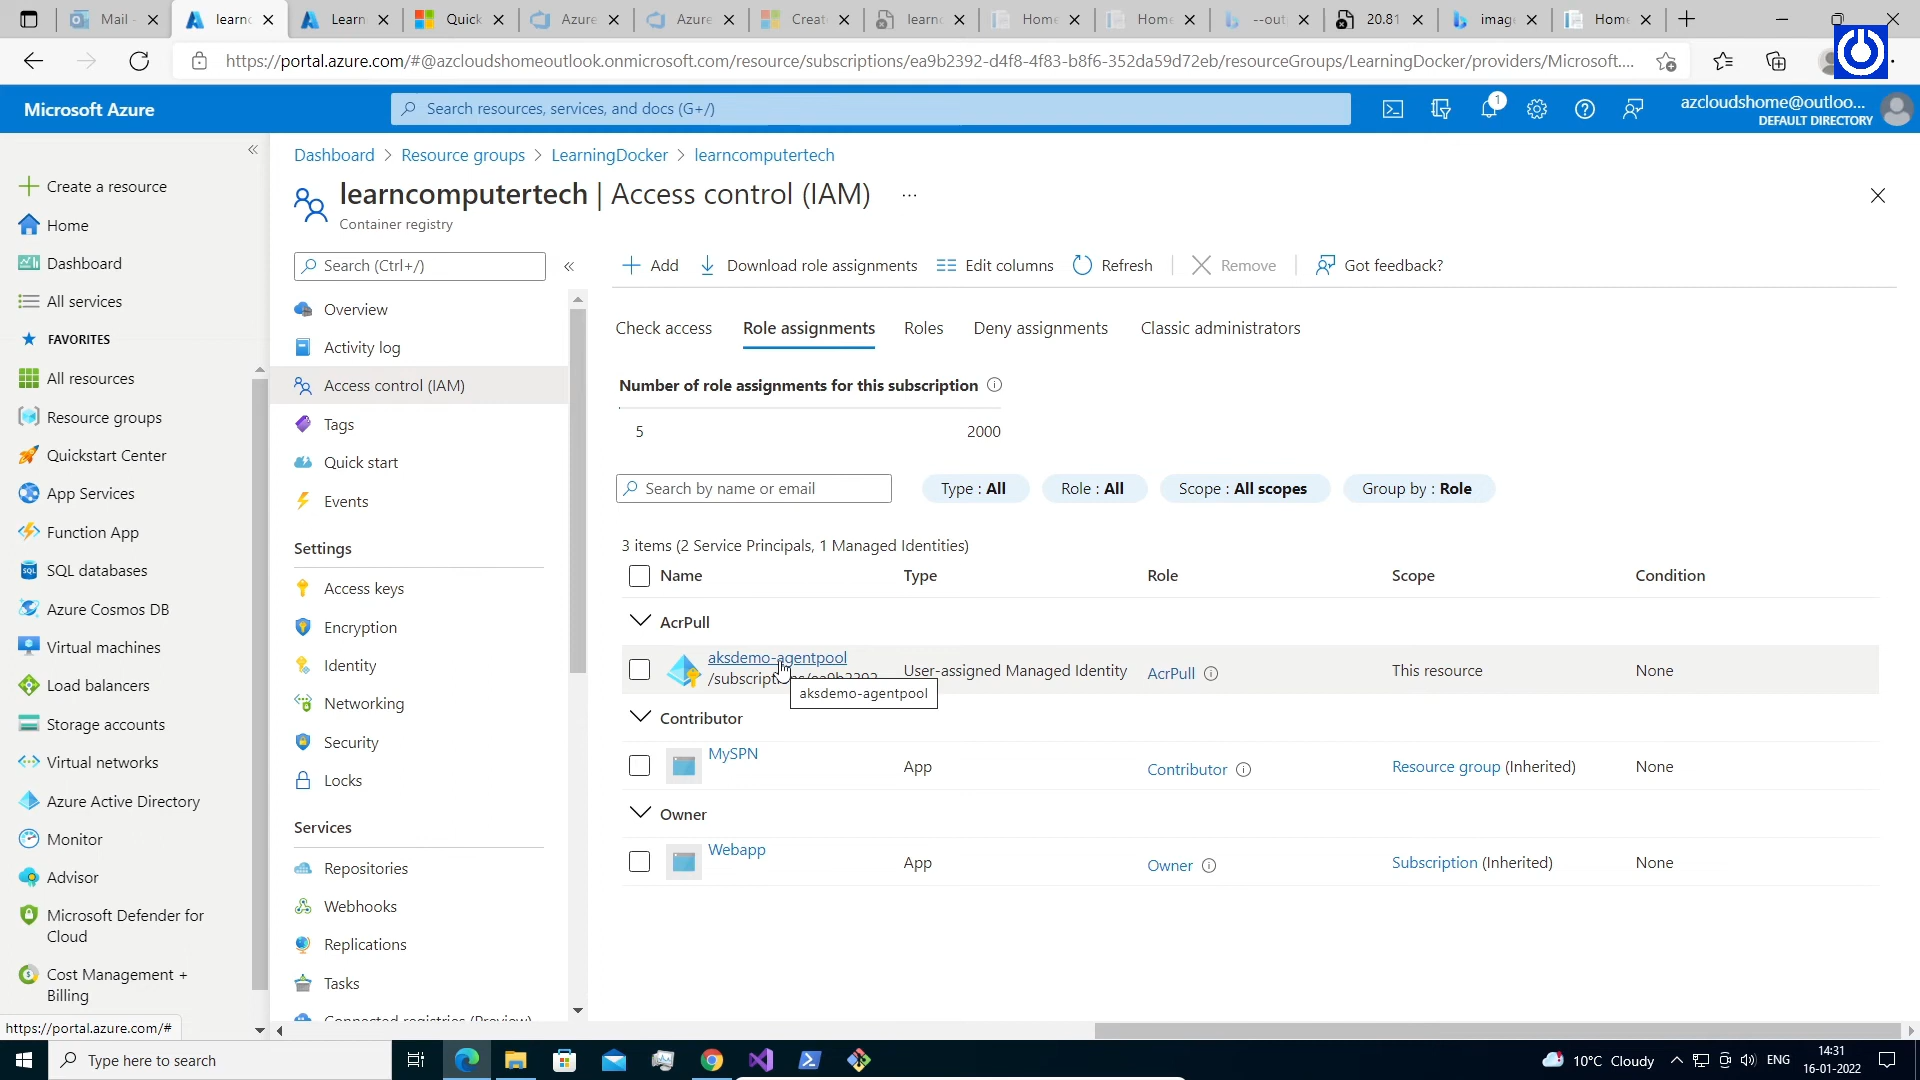 Mail -
learnc
Learn
Quick
Azure
Azure
Create
learnc
Home
Home
--out
20.81
imag
Home
https://portal.azure.com/#@azcloudshomeoutlook.onmicrosoft.com/resource/subscriptions/ea9b2392-d4f8-4f83-b8f6-352da59d72eb/resourceGroups/LearningDocker/providers/Microsoft....
Microsoft Azure
Search resources, services, and docs (G+/)
1
azcloudshome@outloo...
DEFAULT DIRECTORY
Create a resource
Home
Dashboard
All services
FAVORITES
All resources
Resource groups
Quickstart Center
App Services
Function App
SQL databases
Azure Cosmos DB
Virtual machines
Load balancers
Storage accounts
Virtual networks
Azure Active Directory
Monitor
Advisor
Microsoft Defender for
Cloud
Cost Management +
Billing
https://portal.azure.com/#
Dashboard > Resource groups > LearningDocker > learncomputertech
learncomputertech | Access control (IAM) ...
Container registry
Search (Ctrl+/)
Overview
Activity log
Access control (IAM)
Tags
Quick start
Events
Settings
Access keys
Encryption
Identity
Networking
Security
Locks
Services
Repositories
Webhooks
Replications
Tasks
Connected registries (Preview)
Add
Download role assignments
Edit columns
Refresh
Remove
Got feedback?
Check access
Role assignments
Roles
Deny assignments
Classic administrators
Number of role assignments for this subscription
5
2000
Search by name or email
Type : All
Role : All
Scope : All scopes
Group by : Role
3 items (2 Service Principals, 1 Managed Identities)
Name
Type
Role
Scope
Condition
AcrPull
aksdemo-agentpool
/subscriptions/ea9b2392...
User-assigned Managed Identity
AcrPull
This resource
None
aksdemo-agentpool
Contributor
MySPN
App
Contributor
Resource group (Inherited)
None
Owner
Webapp
App
Owner
Subscription (Inherited)
None
Type here to search
10°C Cloudy
ENG
14:31
16-01-2022